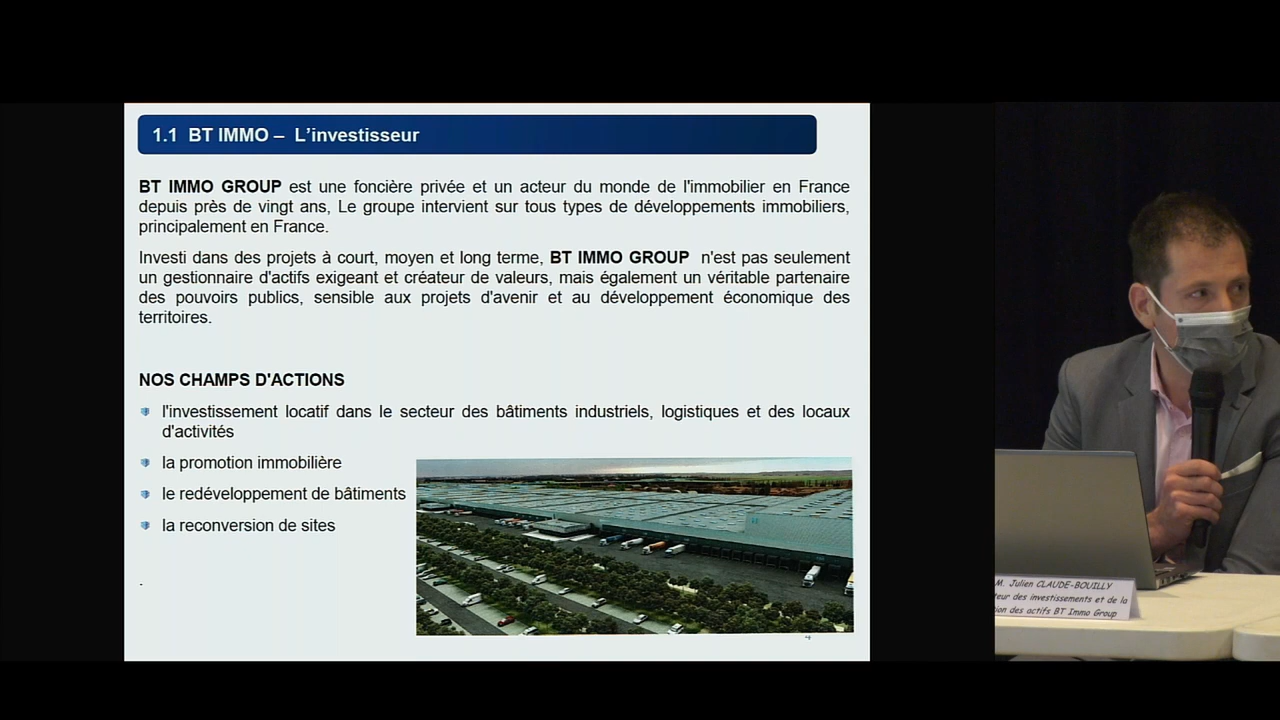 1.1 BT IMMO – L'investisseur
BT IMMO GROUP est une foncière privée et un acteur du monde de l'immobilier en France
depuis près de vingt ans, Le groupe intervient sur tous types de développements immobiliers,
principalement en France.
Investi dans des projets à court, moyen et long terme, BT IMMO GROUP n'est pas seulement
un gestionnaire d'actifs exigeant et créateur de valeurs, mais également un véritable partenaire
des pouvoirs publics, sensible aux projets d'avenir et au développement économique des
territoires.
NOS CHAMPS D'ACTIONS
l'investissement locatif dans le secteur des bâtiments industriels, logistiques et des locaux
d'activités
la promotion immobilière
le redéveloppement de bâtiments
la reconversion de sites
.
4
M. Julien CLAUDE-BOUILLY
teur des investissements et de la
ion des actifs BT Immo Group